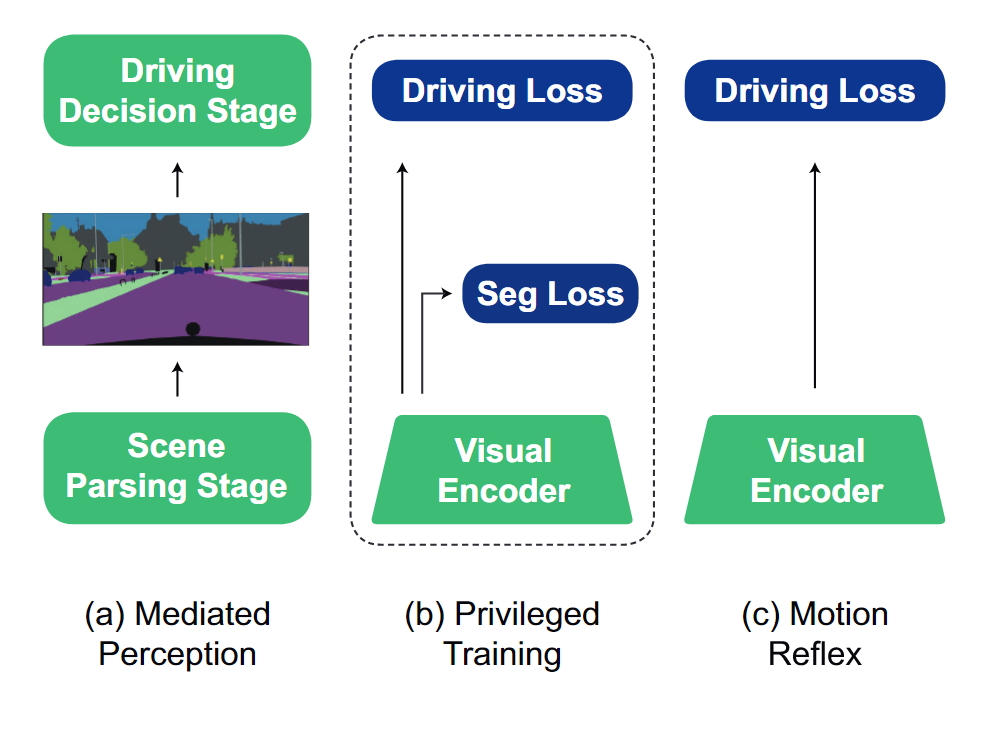 Driving
Decision Stage
Scene
Parsing Stage
(a) Mediated
Perception
Driving Loss
Seg Loss
Visual
Encoder
(b) Privileged
Training
Driving Loss
Visual
Encoder
(c) Motion
Reflex